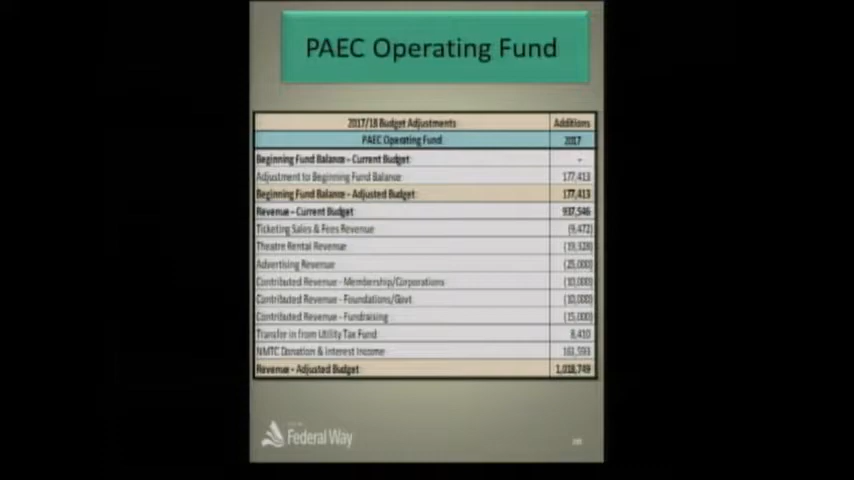 PAEC Operating Fund
2017/18 Budget Adjustments Additions
PAEC Operating Fund 2017
Beginning Fund Balance - Current Budget -
Adjustment to Beginning Fund Balance 177,413
Beginning Fund Balance - Adjusted Budget 177,413
Revenue - Current Budget 937,546
Ticketing Sales & Fees Revenue (9,472)
Theatre Rental Revenue (19,328)
Advertising Revenue (25,000)
Contributed Revenue - Membership/Corporations (10,000)
Contributed Revenue - Foundations/Govt (10,000)
Contributed Revenue - Fundraising (15,000)
Transfer in from Utility Tax Fund 8,410
NMTC Donation & Interest Income 161,593
Revenue - Adjusted Budget 1,018,749
Federal Way